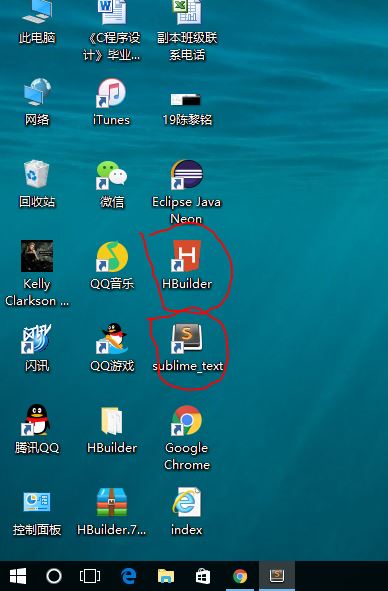 此电脑
《C程序设
计》毕业...
副本班级联
系电话
网络
iTunes
19陈黎铭
回收站
微信
Eclipse Java
Neon
Kelly
Clarkson ...
QQ音乐
HBuilder
闪讯
QQ游戏
sublime_text
腾讯QQ
HBuilder
Google
Chrome
控制面板
HBuilder.7...
index